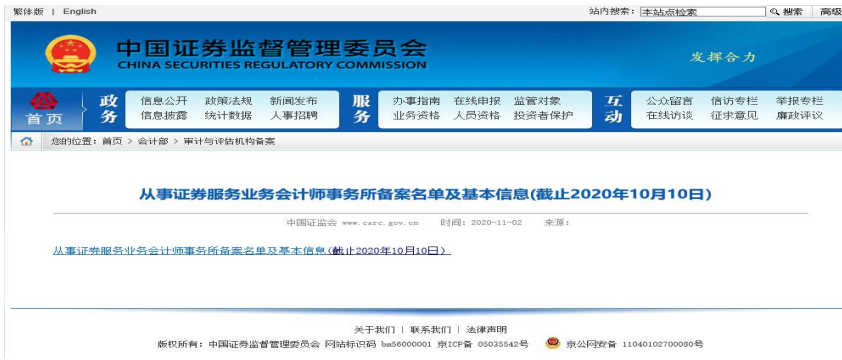 繁体版 | English 站内搜索: 本站点检索 搜索 高级
中国证券监督管理委员会
CHINA SECURITIES REGULATORY COMMISSION
发挥合力
首页 政务 信息公开 政策法规 新闻发布 服务 办事指南 在线申报 监管对象 互动 公众留言 信访专栏 举报专栏
信息披露 统计数据 人事招聘 业务资格 人员资格 投资者保护 在线访谈 征求意见 廉政评议
您的位置: 首页 > 会计部 > 审计与评估机构备案
从事证券服务业务会计师事务所备案名单及基本信息(截止2020年10月10日)
中国证监会 www.csrc.gov.cn 时间: 2020-11-02 来源:
从事证券服务业务会计师事务所备案名单及基本信息(截止2020年10月10日)
关于我们 | 联系我们 | 法律声明
版权所有: 中国证券监督管理委员会 网站标识码 bm56000001 京ICP备 05035542号 京公网安备 11040102700080号